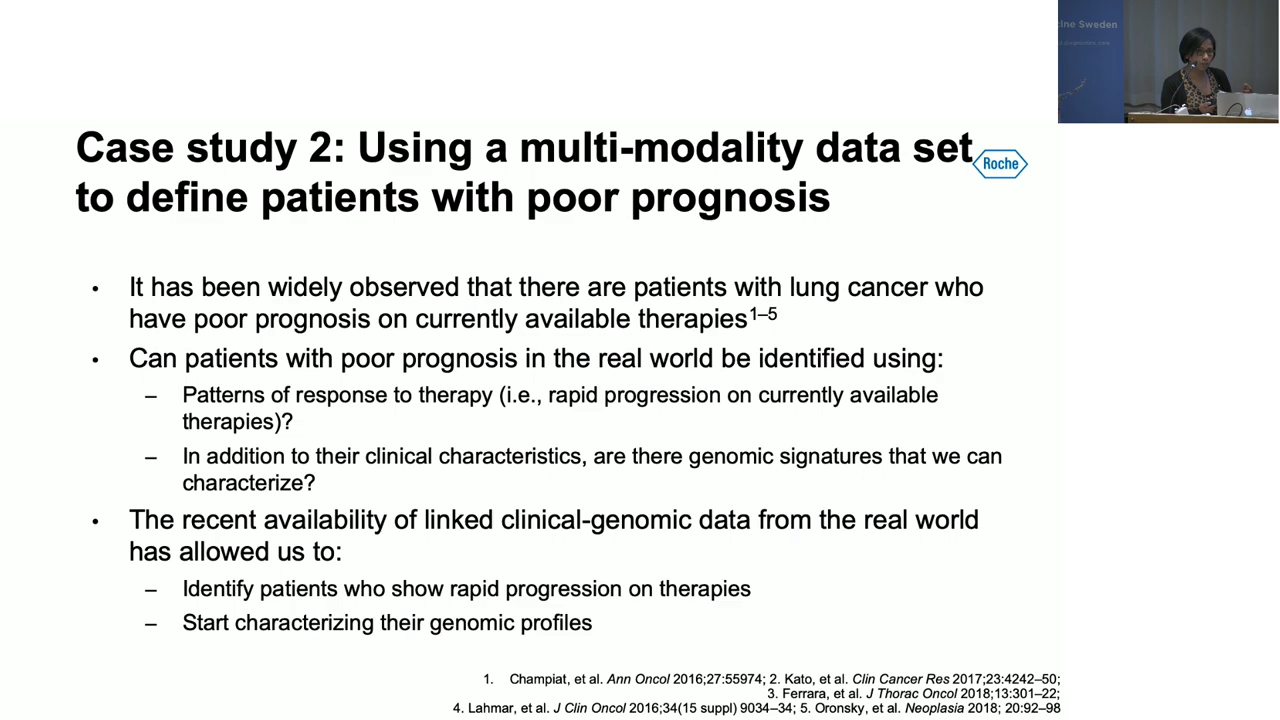 cine Sweden
Case study 2: Using a multi-modality data set
Roche
to define patients with poor prognosis
• It has been widely observed that there are patients with lung cancer who
have poor prognosis on currently available therapies¹⁻⁵
• Can patients with poor prognosis in the real world be identified using:
– Patterns of response to therapy (i.e., rapid progression on currently available
therapies)?
– In addition to their clinical characteristics, are there genomic signatures that we can
characterize?
• The recent availability of linked clinical-genomic data from the real world
has allowed us to:
– Identify patients who show rapid progression on therapies
– Start characterizing their genomic profiles
1. Champiat, et al. Ann Oncol 2016;27:55974; 2. Kato, et al. Clin Cancer Res 2017;23:4242–50;
3. Ferrara, et al. J Thorac Oncol 2018;13:301–22;
4. Lahmar, et al. J Clin Oncol 2016;34(15 suppl) 9034–34; 5. Oronsky, et al. Neoplasia 2018; 20:92–98